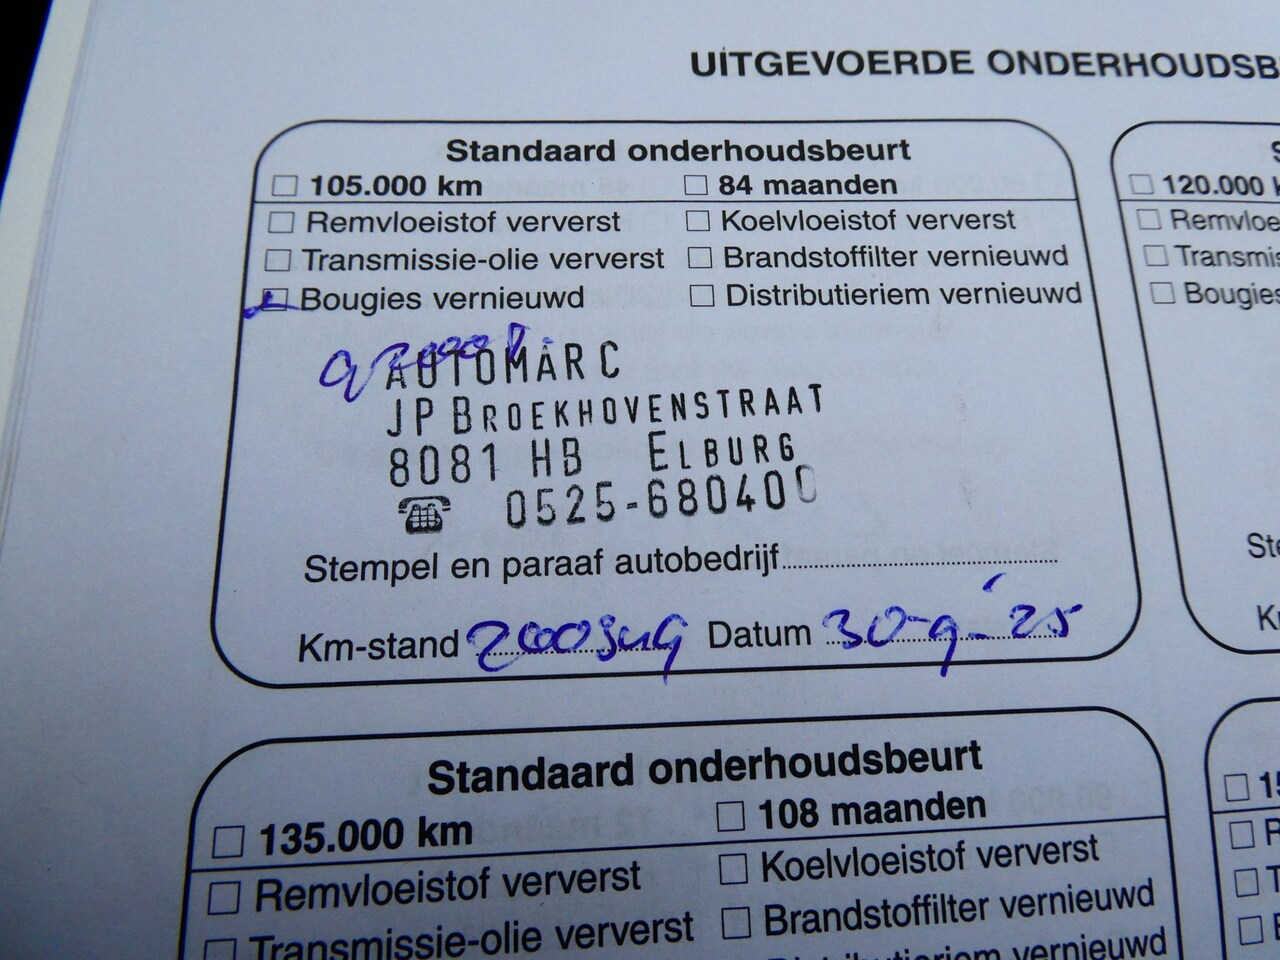 UITGEVOERDE ONDERHOUDSB
Standaard onderhoudsbeurt
105.000 km 84 maanden
Remvloeistof ververst Koelvloeistof ververst
Transmissie-olie ververst Brandstoffilter vernieuwd
Bougies vernieuwd Distributieriem vernieuwd
AUTOMARC
JP BROEKHOVENSTRAAT
8081 HB ELBURG
0525-680400
Stempel en paraaf autobedrijf
Km-stand Datum 30-9-'25
120.000
Remvloe
Transmis
Bougies
Ste
Standaard onderhoudsbeurt
135.000 km 108 maanden
Remvloeistof ververst Koelvloeistof ververst
Transmissie-olie ververst Brandstoffilter vernieuwd
Distributieriem vernieuwd